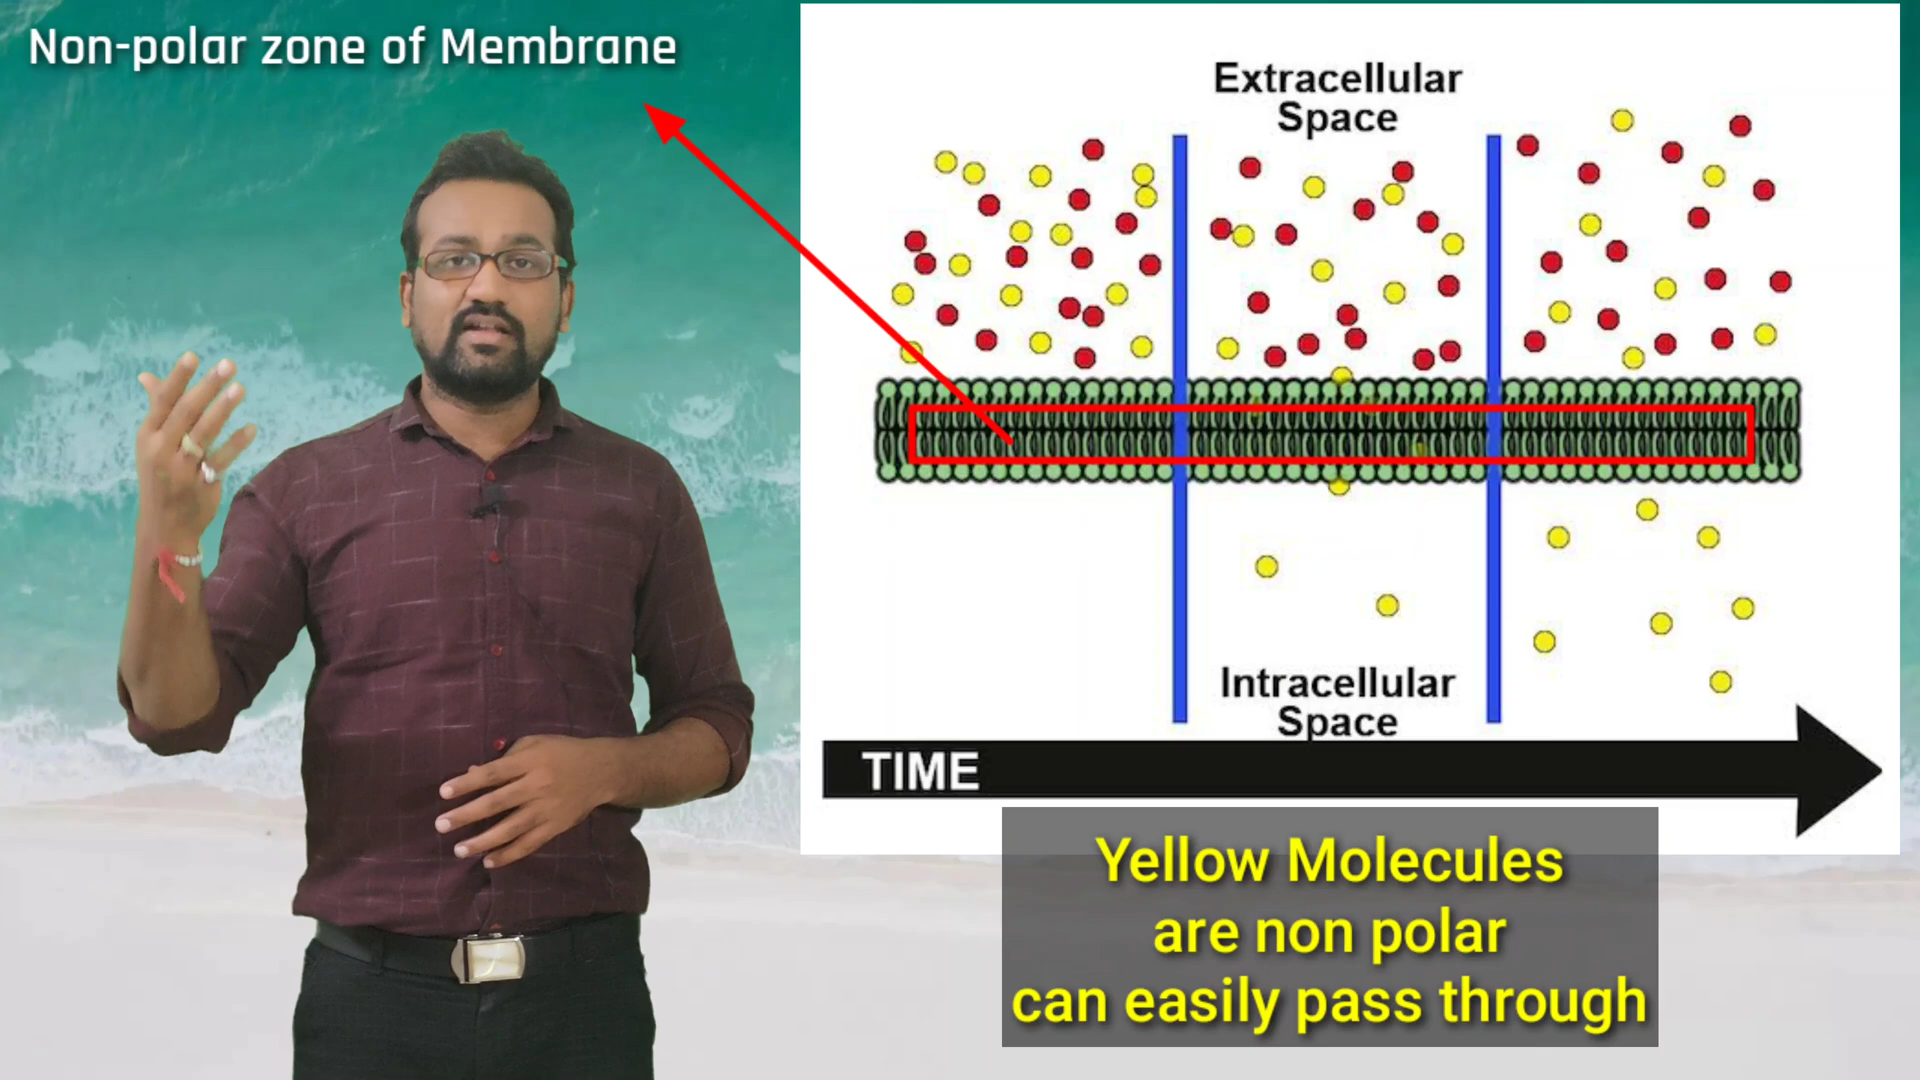 Non-polar zone of Membrane
Extracellular
Space
Intracellular
Space
TIME
Yellow Molecules
are non polar
can easily pass through